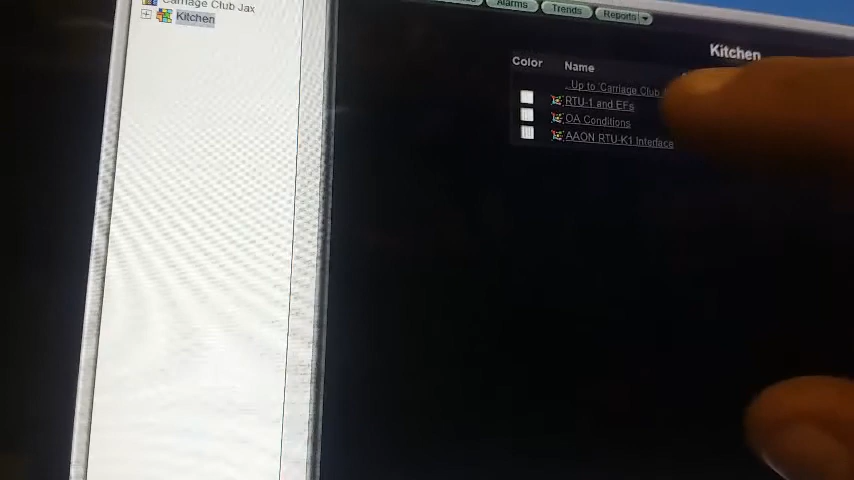 Carriage Club Jax
Kitchen
Alarms
Trends
Reports
Kitchen
Color
Name
..Up to 'Carriage Club
RTU-1 and EFs
OA Conditions
AAON RTU-K1 Interface